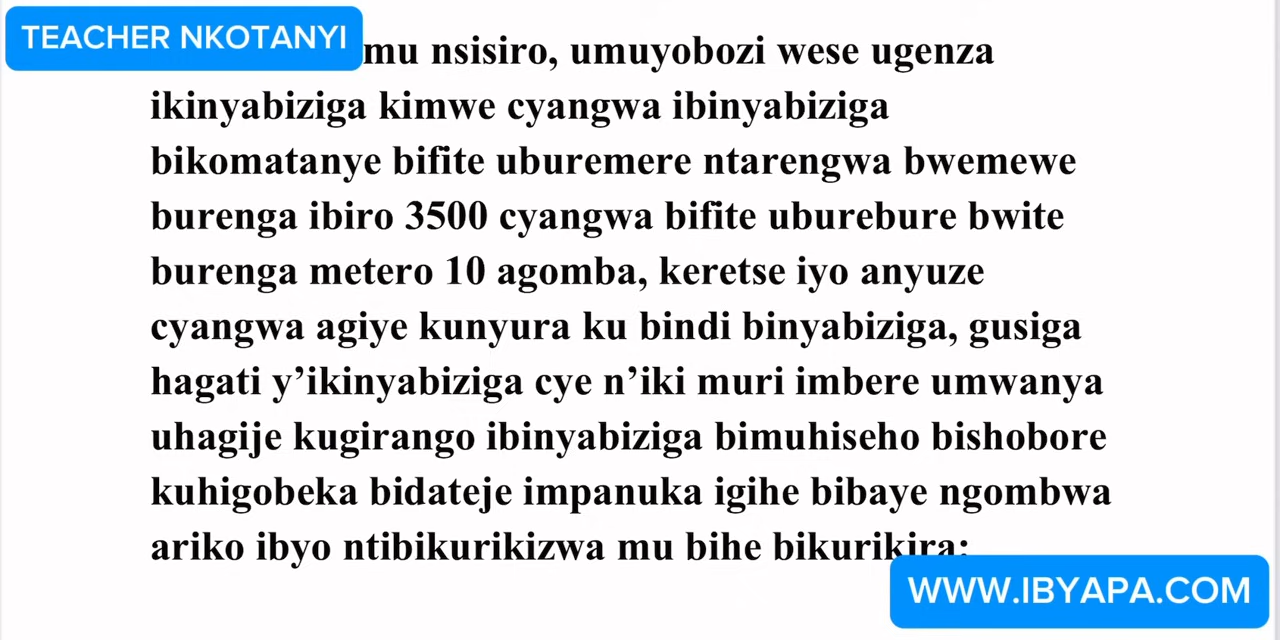 TEACHER NKOTANYI
mu nsisiro, umuyobozi wese ugenza
ikinyabiziga kimwe cyangwa ibinyabiziga
bikomatanye bifite uburemere ntarengwa bwemewe
burenga ibiro 3500 cyangwa bifite uburebure bwite
burenga metero 10 agomba, keretse iyo anyuze
cyangwa agiye kunyura ku bindi binyabiziga, gusiga
hagati y’ikinyabiziga cye n’iki muri imbere umwanya
uhagije kugirango ibinyabiziga bimuhiseho bishobore
kuhigobeka bidateje impanuka igihe bibaye ngombwa
ariko ibyo ntibikurikizwa mu bihe bikurikira:
WWW.IBYAPA.COM